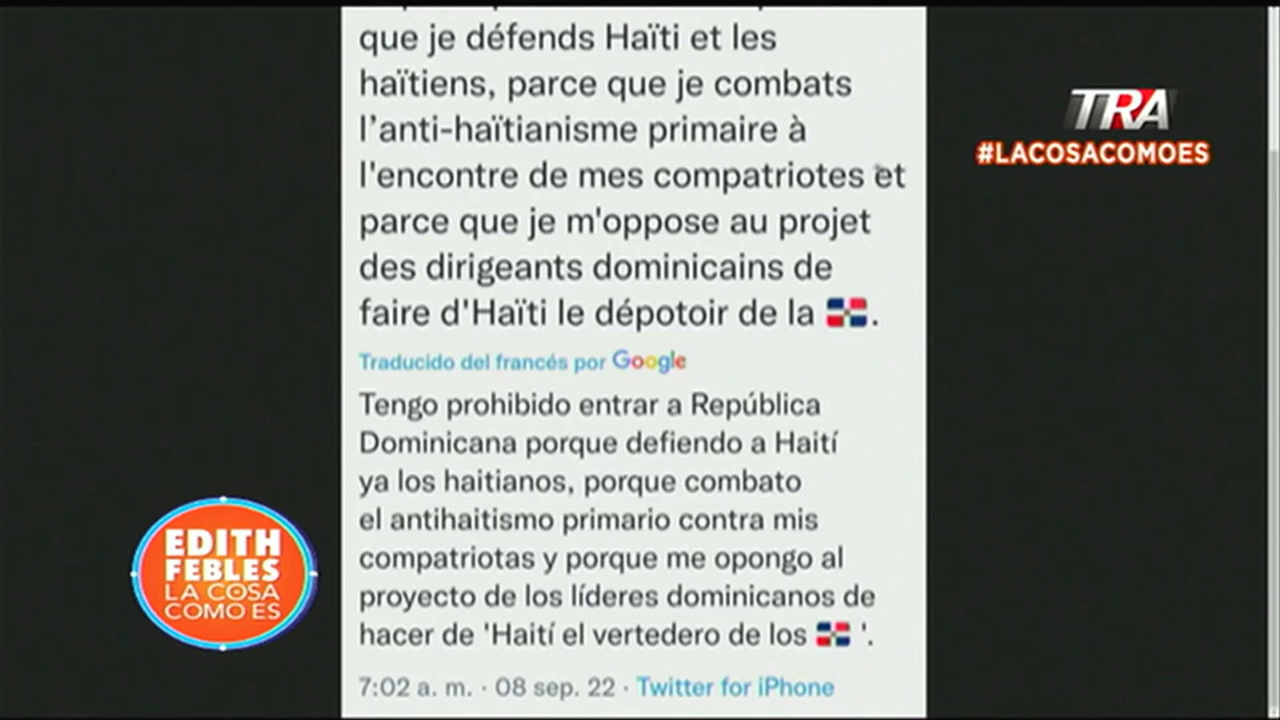 que je défends Haïti et les
haïtiens, parce que je combats
l’anti-haïtianisme primaire à
l'encontre de mes compatriotes et
parce que je m'oppose au projet
des dirigeants dominicains de
faire d'Haïti le dépotoir de la 🇩🇴.
Traducido del francés por Google
Tengo prohibido entrar a República
Dominicana porque defiendo a Haití
ya los haitianos, porque combato
el antihaitismo primario contra mis
compatriotas y porque me opongo al
proyecto de los líderes dominicanos de
hacer de 'Haití el vertedero de los 🇩🇴 '.
7:02 a. m. · 08 sep. 22 · Twitter for iPhone
TRA
#LACOSACOMOES
EDITH
FEBLES
LA COSA
COMO ES